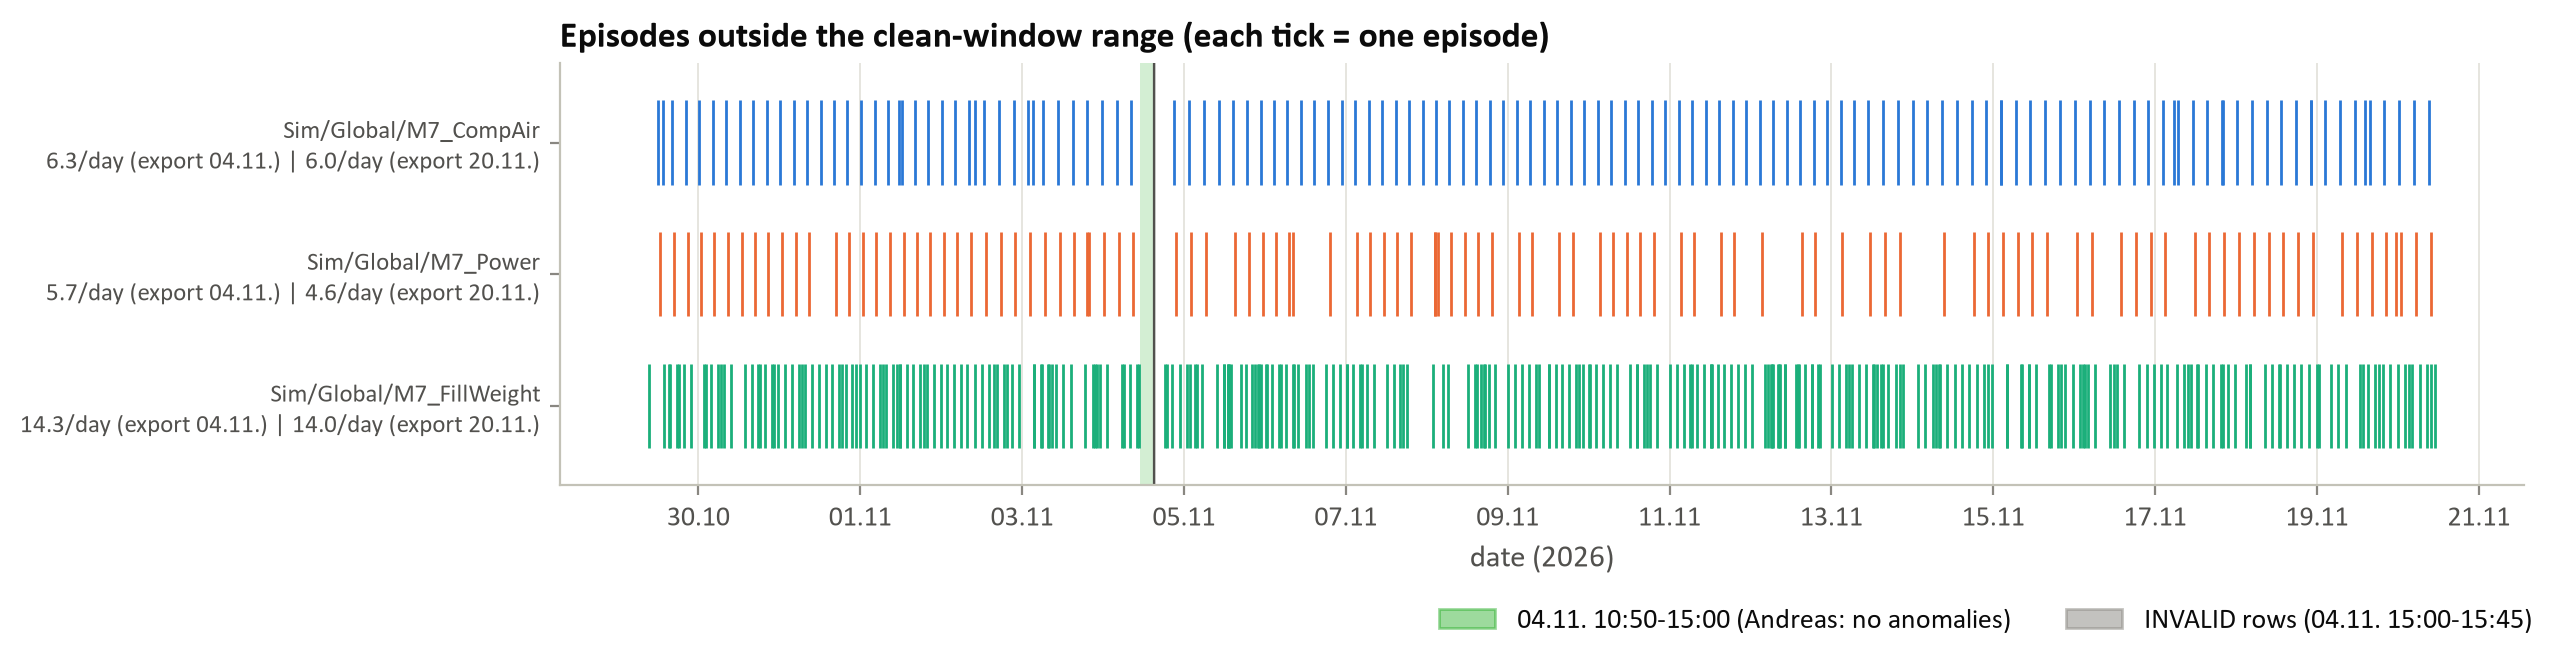 Episodes outside the clean-window range (each tick = one episode)
Sim/Global/M7_CompAir
6.3/day (export 04.11.) | 6.0/day (export 20.11.)
Sim/Global/M7_Power
5.7/day (export 04.11.) | 4.6/day (export 20.11.)
Sim/Global/M7_FillWeight
14.3/day (export 04.11.) | 14.0/day (export 20.11.)
30.10 01.11 03.11 05.11 07.11 09.11 11.11 13.11 15.11 17.11 19.11 21.11
date (2026)
04.11. 10:50-15:00 (Andreas: no anomalies) INVALID rows (04.11. 15:00-15:45)